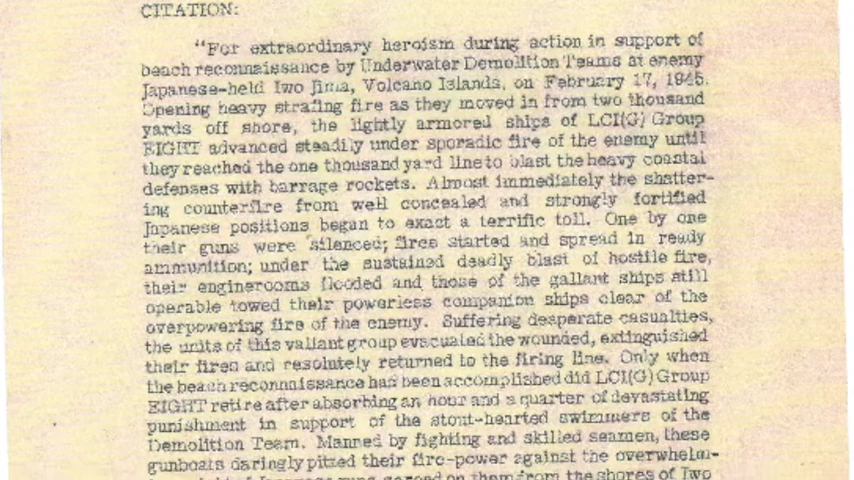 CITATION:
"For extraordinary heroism during action in support of
beach reconnaissance by Underwater Demolition Teams at enemy
Japanese-held Iwo Jima, Volcano Islands, on February 17, 1945.
Opening heavy strafing fire as they moved in from two thousand
yards off shore, the lightly armored ships of LCI(G) Group
EIGHT advanced steadily under sporadic fire of the enemy until
they reached the one thousand yard line to blast the heavy coastal
defenses with barrage rockets. Almost immediately the shatter-
ing counterfire from well concealed and strongly fortified
Japanese positions began to exact a terrific toll. One by one
their guns were silenced; fires started and spread in ready
ammunition; under the sustained deadly blast of hostile fire,
their enginerooms flooded and those of the gallant ships still
operable towed their powerless companion ships clear of the
overpowering fire of the enemy. Suffering desperate casualties,
the units of this valiant group evacuated the wounded, extinguished
their fires and resolutely returned to the firing line. Only when
the beach reconnaissance has been accomplished did LCI(G) Group
EIGHT retire after absorbing an hour and a quarter of devastating
punishment in support of the stout-hearted swimmers of the
Demolition Team. Manned by fighting and skilled seamen, these
gunboats daringly pitted their fire-power against the overwhelm-
of Japanese guns on them from the shores of Iwo